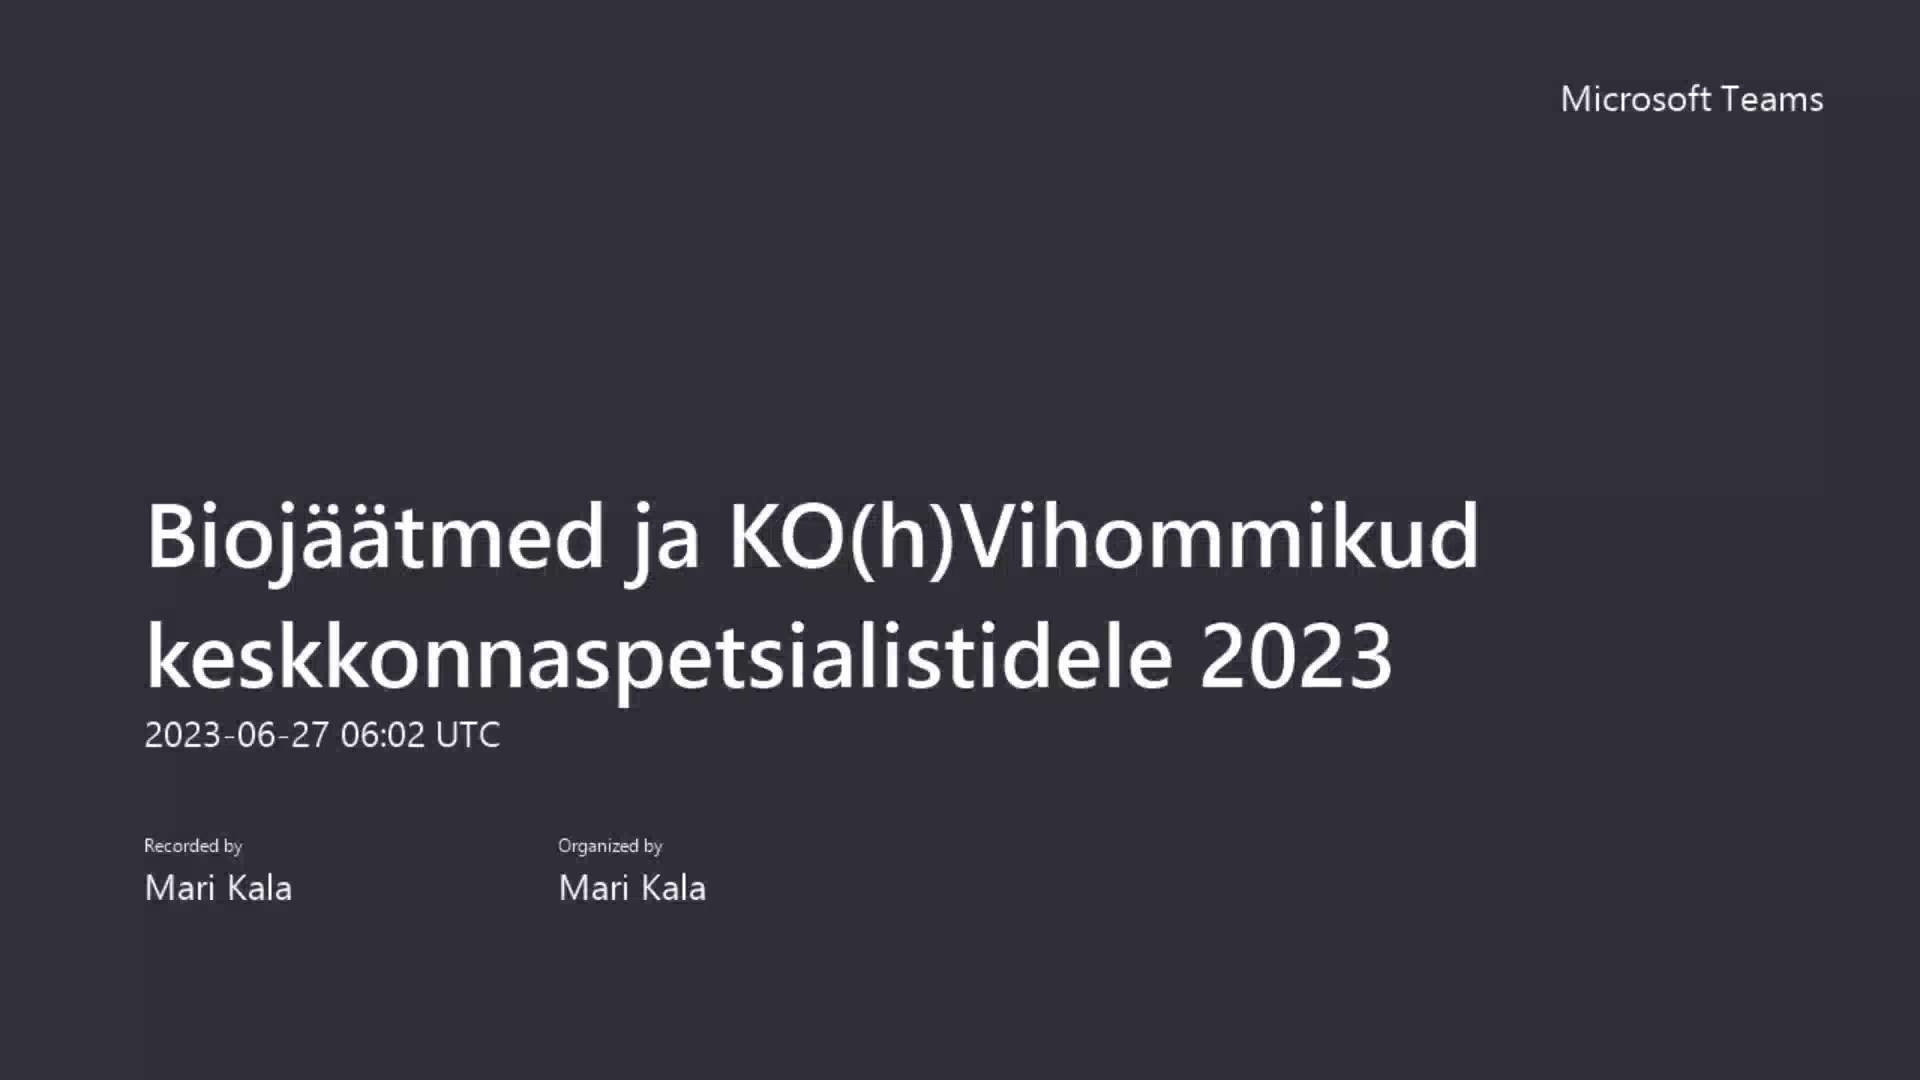 Microsoft Teams
Biojäätmed ja KO(h)Vihommikud
keskkonnaspetsialistidele 2023
2023-06-27 06:02 UTC
Recorded by
Mari Kala
Organized by
Mari Kala